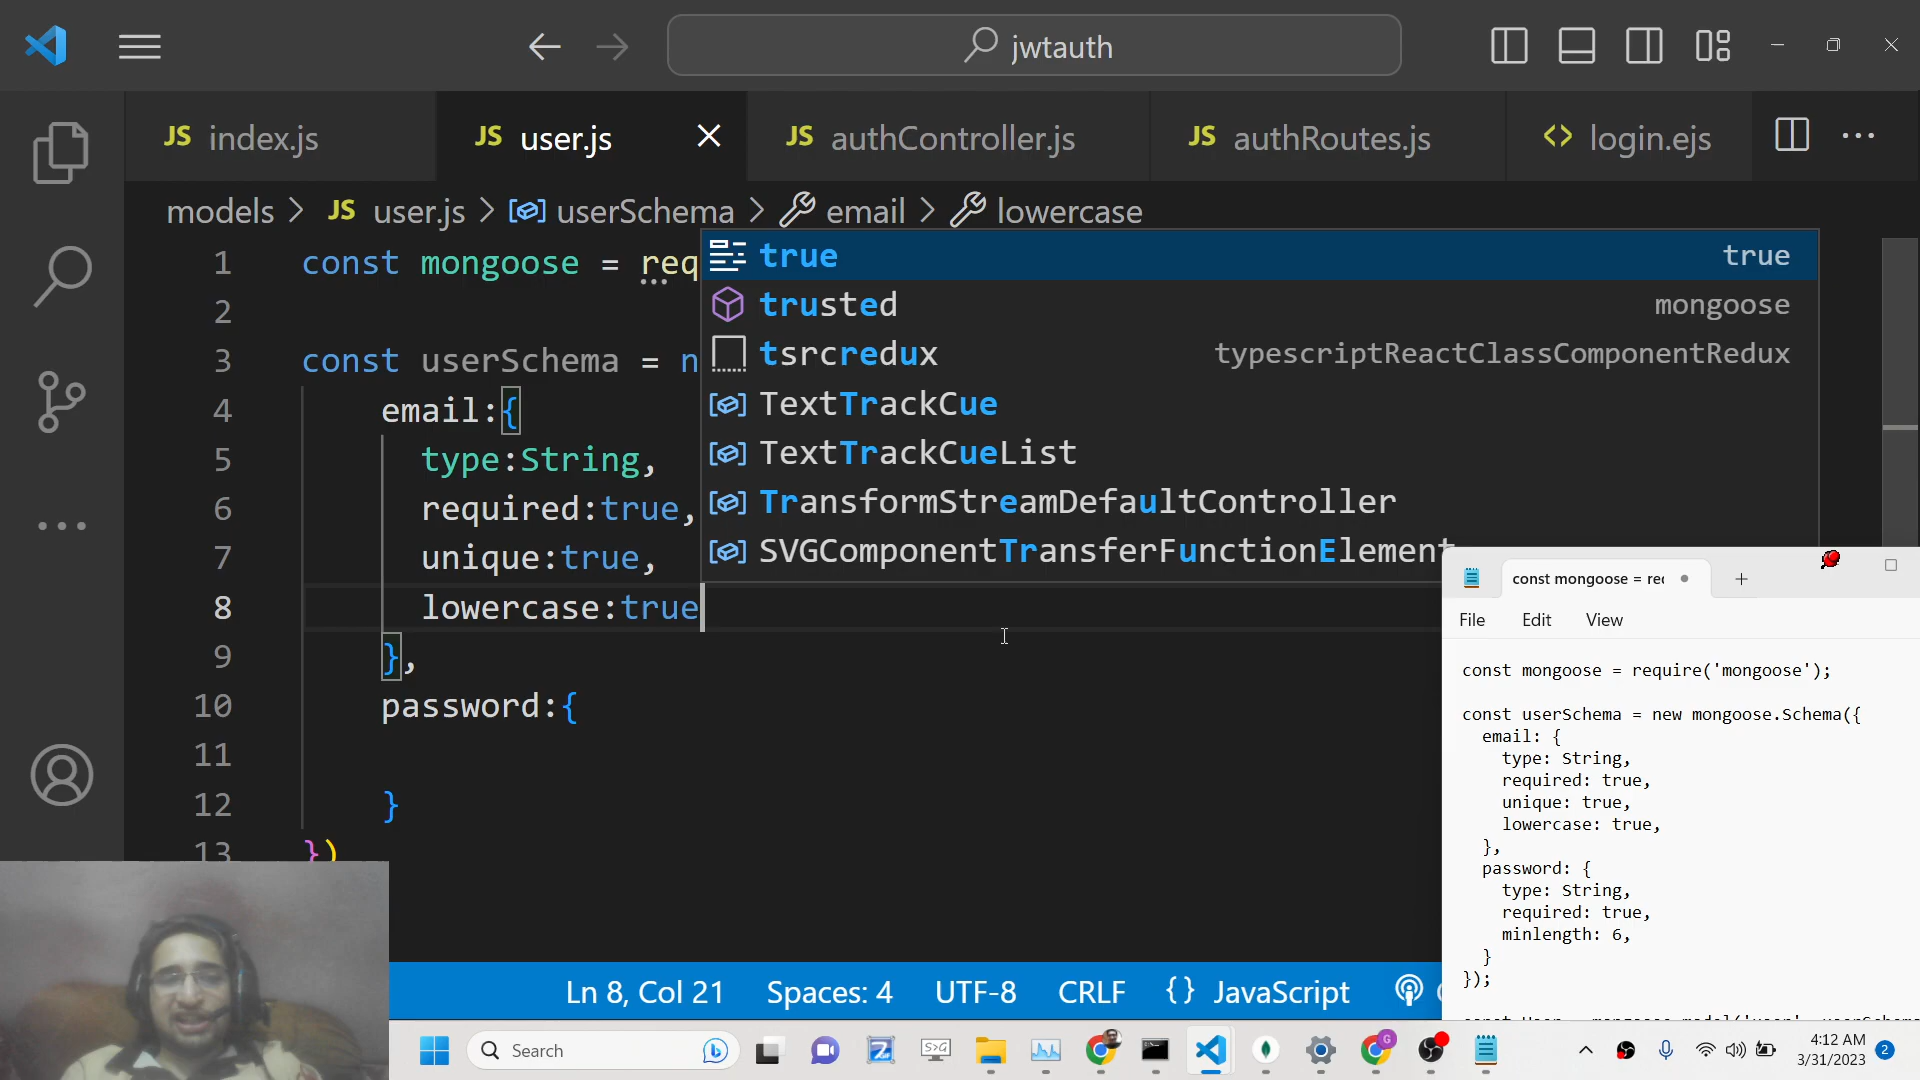 jwtauth
JS index.js
JS user.js
JS authController.js
JS authRoutes.js
<> login.ejs
models > JS user.js > userSchema > email > lowercase
1 const mongoose = req
2
3 const userSchema = n
4 email:{
5 type:String,
6 required:true,
7 unique:true,
8 lowercase:true
9 },
10 password:{
11
12 }
13 })
true true
trusted mongoose
tsrcredux typescriptReactClassComponentRedux
TextTrackCue
TextTrackCueList
TransformStreamDefaultController
SVGComponentTransferFunctionElement
const mongoose = rec
File Edit View
const mongoose = require('mongoose');
const userSchema = new mongoose.Schema({
email: {
type: String,
required: true,
unique: true,
lowercase: true,
},
password: {
type: String,
required: true,
minlength: 6,
}
});
Ln 8, Col 21 Spaces: 4 UTF-8 CRLF {} JavaScript
Search
S>G
G
4:12 AM
3/31/2023
2